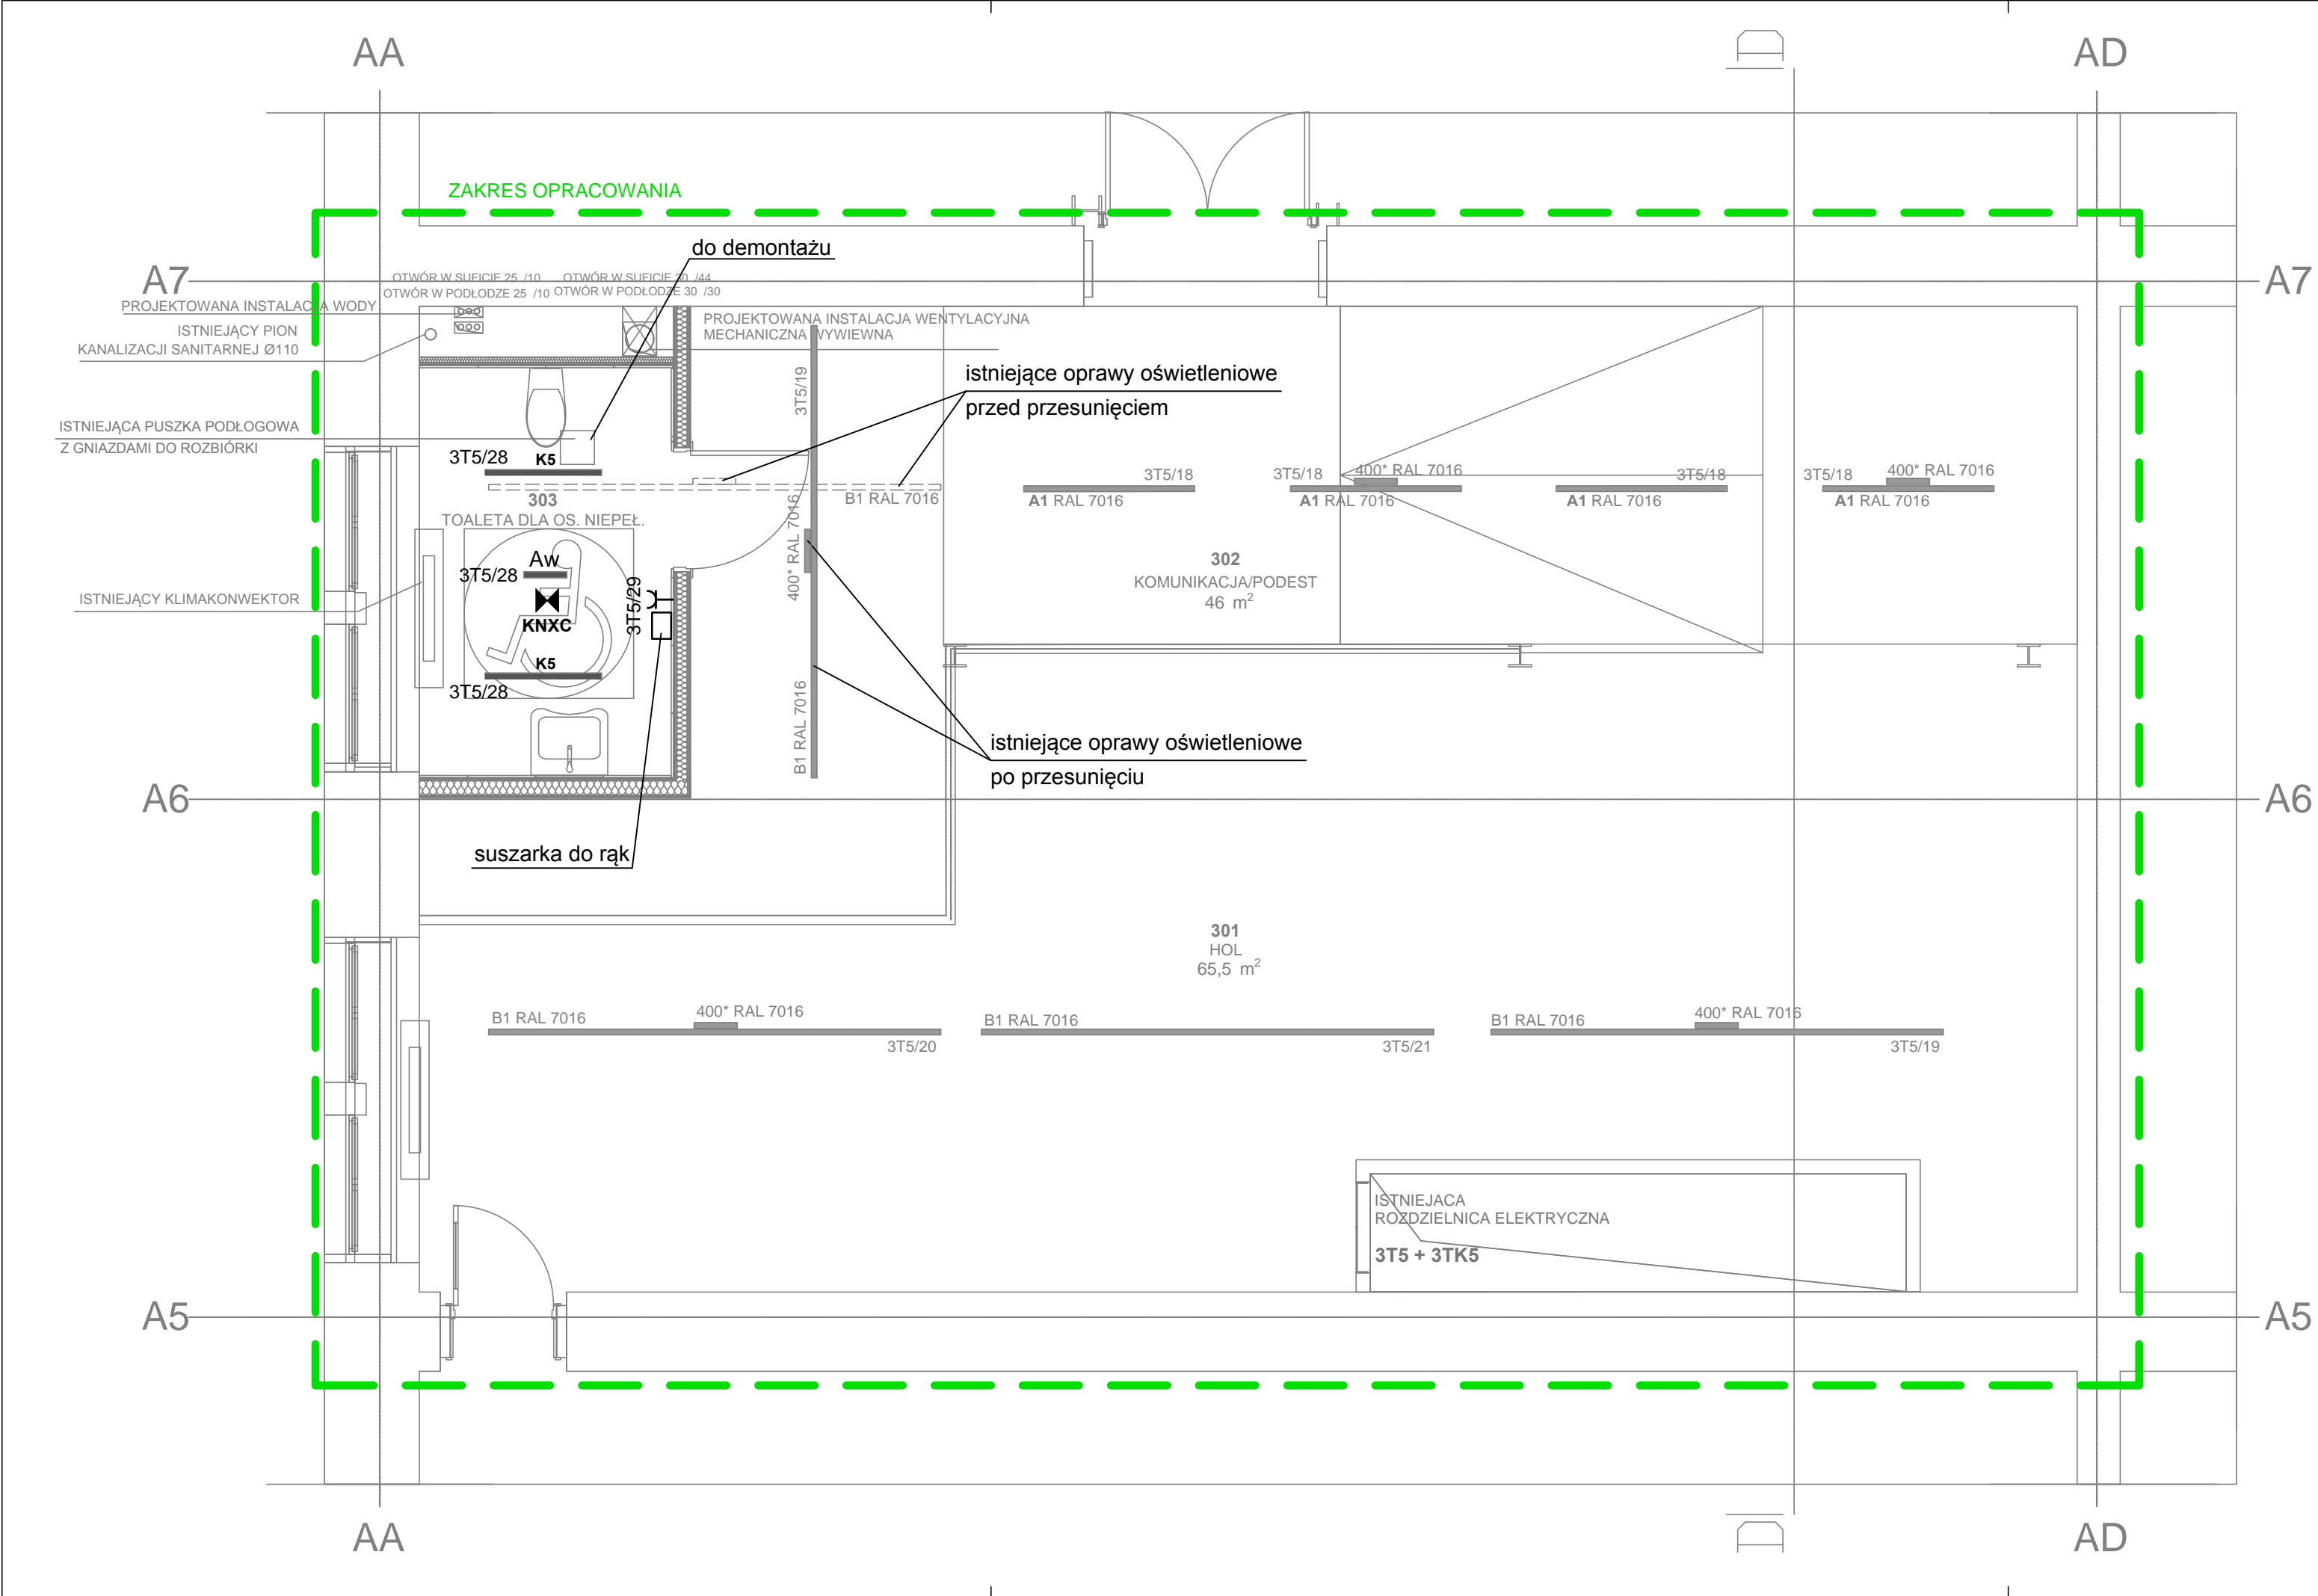 AA
AD
ZAKRES OPRACOWANIA
do demontażu
A7
A7
OTWÓR W SUFICIE 25 /10
OTWÓR W SUFICIE 30 /44
OTWÓR W PODŁODZE 25 /10
OTWÓR W PODŁODZE 30 /30
PROJEKTOWANA INSTALACJA WODY
ISTNIEJĄCY PION
KANALIZACJI SANITARNEJ Ø110
PROJEKTOWANA INSTALACJA WENTYLACYJNA
MECHANICZNA WYWIEWNA
istniejące oprawy oświetleniowe
przed przesunięciem
3T5/19
ISTNIEJĄCA PUSZKA PODŁOGOWA
Z GNIAZDAMI DO ROZBIÓRKI
3T5/28
K5
303
TOALETA DLA OS. NIEPEŁ.
B1 RAL 7016
400* RAL 7016
3T5/18
A1 RAL 7016
3T5/18
400* RAL 7016
A1 RAL 7016
3T5/18
A1 RAL 7016
3T5/18
400* RAL 7016
A1 RAL 7016
302
KOMUNIKACJA/PODEST
46 m²
Aw
3T5/28
KNXC
3T5/29
ISTNIEJĄCY KLIMAKONWEKTOR
K5
3T5/28
B1 RAL 7016
istniejące oprawy oświetleniowe
po przesunięciu
A6
A6
suszarka do rąk
301
HOL
65,5 m²
B1 RAL 7016
400* RAL 7016
3T5/20
B1 RAL 7016
3T5/21
B1 RAL 7016
400* RAL 7016
3T5/19
ISTNIEJACA
ROZDZIELNICA ELEKTRYCZNA
3T5 + 3TK5
A5
A5
AA
AD